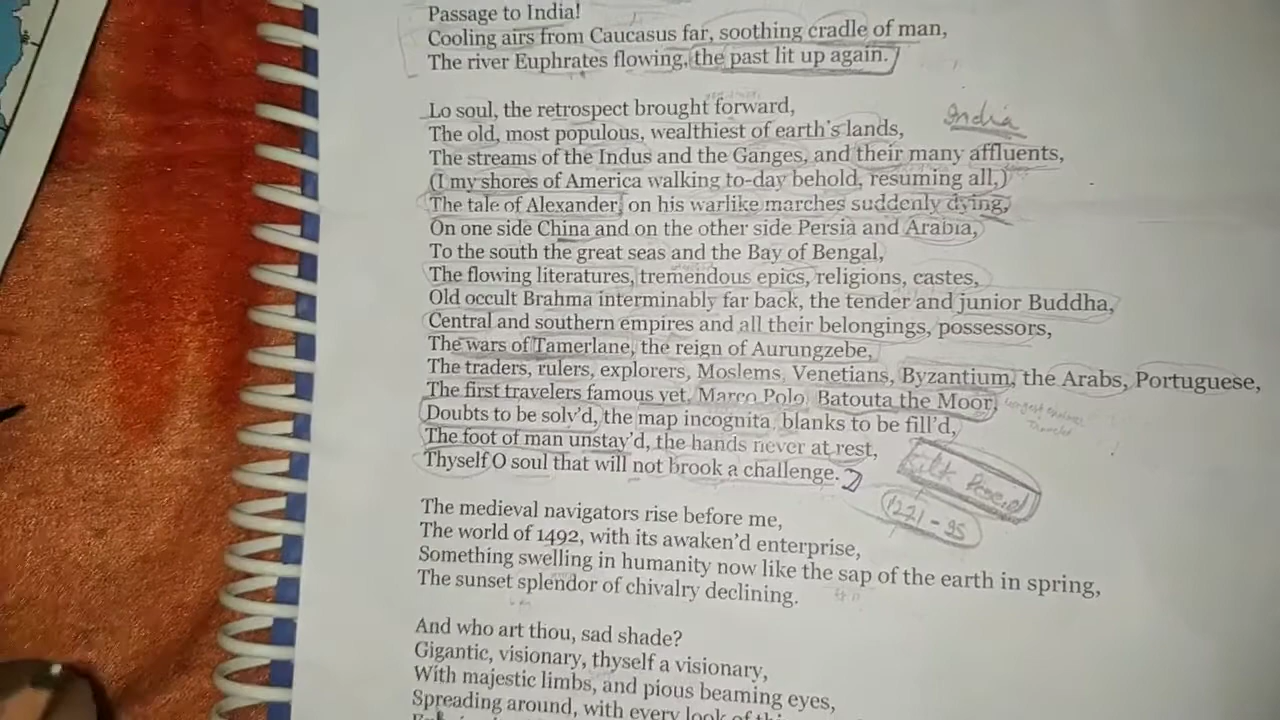 Passage to India!
Cooling airs from Caucasus far, soothing cradle of man,
The river Euphrates flowing, the past lit up again.
Lo soul, the retrospect brought forward,
The old, most populous, wealthiest of earth's lands,
India
The streams of the Indus and the Ganges, and their many affluents,
(I my shores of America walking to-day behold, resuming all,)
The tale of Alexander, on his warlike marches suddenly dying,
On one side China and on the other side Persia and Arabia,
To the south the great seas and the Bay of Bengal,
The flowing literatures, tremendous epics, religions, castes,
Old occult Brahma interminably far back, the tender and junior Buddha,
Central and southern empires and all their belongings, possessors,
The wars of Tamerlane, the reign of Aurungzebe,
The traders, rulers, explorers, Moslems, Venetians, Byzantium, the Arabs, Portuguese,
The first travelers famous yet, Marco Polo, Batouta the Moor,
Doubts to be solv'd, the map incognita, blanks to be fill'd,
The foot of man unstay'd, the hands never at rest,
Thyself O soul that will not brook a challenge.
1271-95
The medieval navigators rise before me,
The world of 1492, with its awaken'd enterprise,
Something swelling in humanity now like the sap of the earth in spring,
The sunset splendor of chivalry declining.
And who art thou, sad shade?
Gigantic, visionary, thyself a visionary,
With majestic limbs, and pious beaming eyes,
Spreading around, with every look of